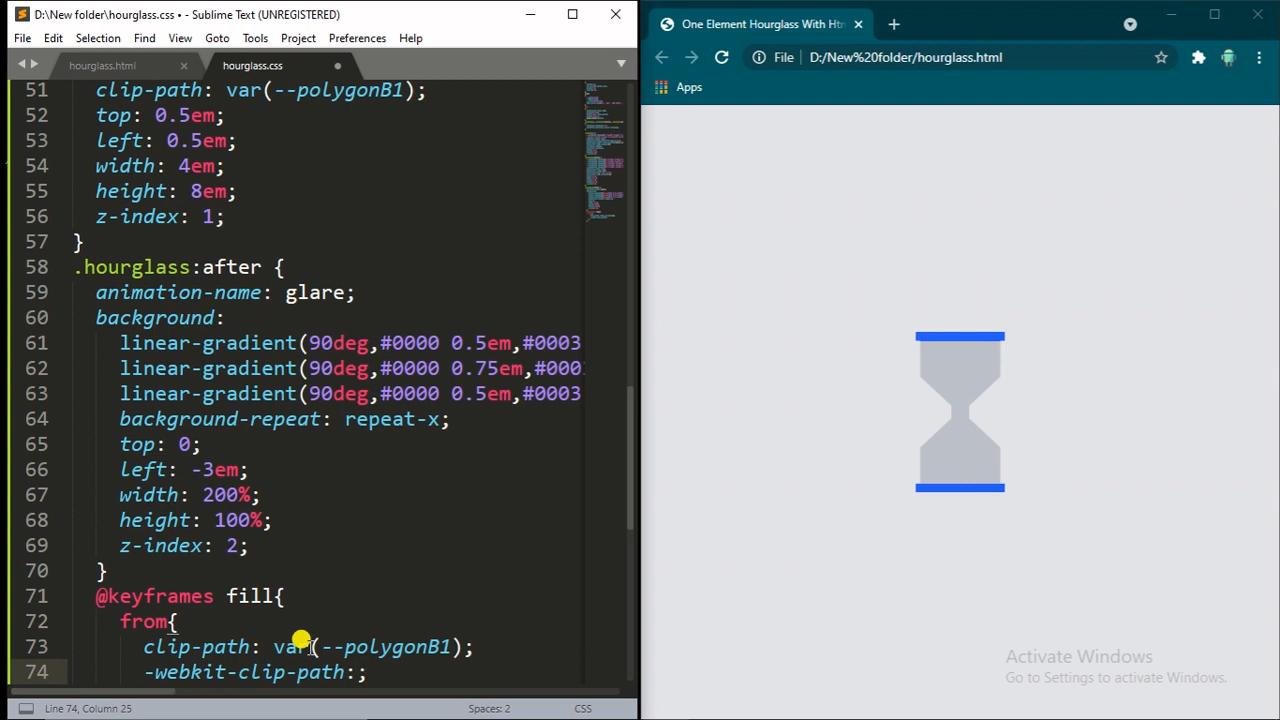 D:\New folder\hourglass.css • - Sublime Text (UNREGISTERED)
File Edit Selection Find View Goto Tools Project Preferences Help
hourglass.html
hourglass.css
51 clip-path: var(--polygonB1);
52 top: 0.5em;
53 left: 0.5em;
54 width: 4em;
55 height: 8em;
56 z-index: 1;
57 }
58 .hourglass:after {
59 animation-name: glare;
60 background:
61 linear-gradient(90deg,#0000 0.5em,#0003
62 linear-gradient(90deg,#0000 0.75em,#000
63 linear-gradient(90deg,#0000 0.5em,#0003
64 background-repeat: repeat-x;
65 top: 0;
66 left: -3em;
67 width: 200%;
68 height: 100%;
69 z-index: 2;
70 }
71 @keyframes fill{
72 from{
73 clip-path: var(--polygonB1);
74 -webkit-clip-path:;
Line 74, Column 25
Spaces: 2
CSS
One Element Hourglass With Htm
File D:/New%20folder/hourglass.html
Apps
Activate Windows
Go to Settings to activate Windows.